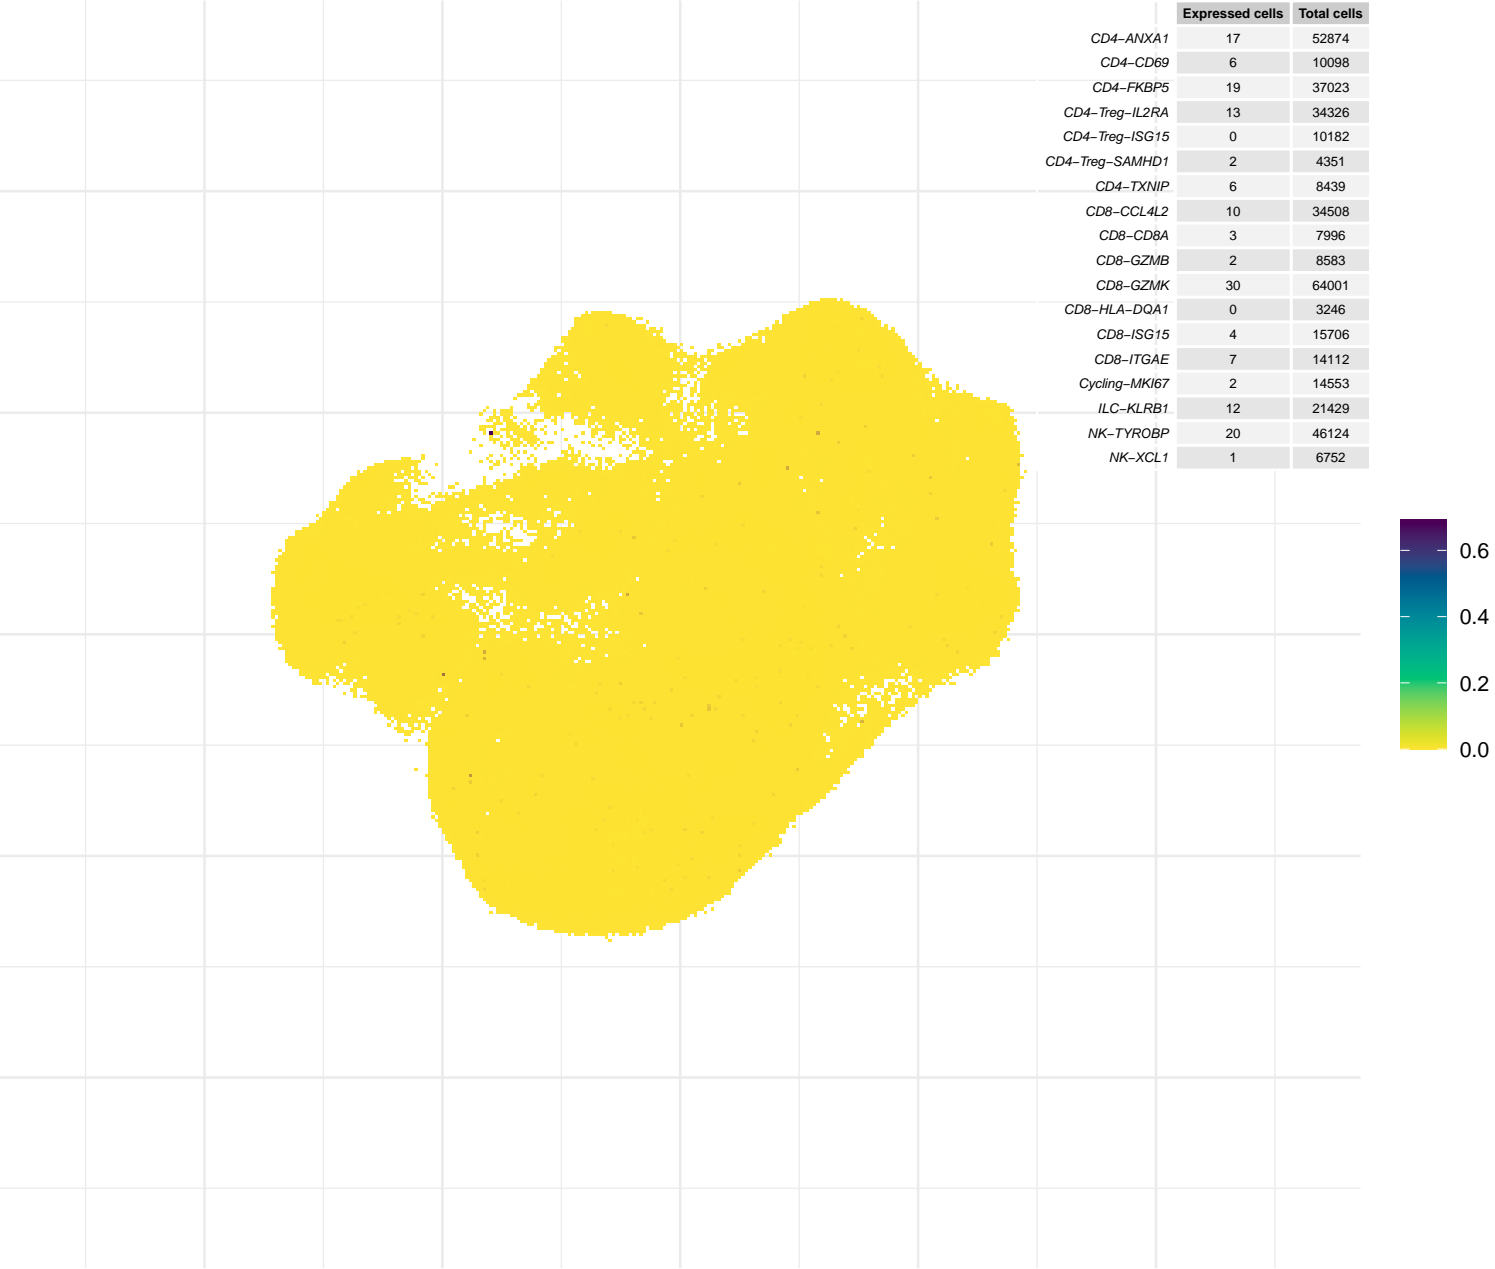 Expressed cells Total cells
CD4−ANXA1 17 52874
CD4−CD69 6 10098
CD4−FKBP5 19 37023
CD4−Treg−IL2RA 13 34326
CD4−Treg−ISG15 0 10182
CD4−Treg−SAMHD1 2 4351
CD4−TXNIP 6 8439
CD8−CCL4L2 10 34508
CD8−CD8A 3 7996
CD8−GZMB 2 8583
CD8−GZMK 30 64001
CD8−HLA−DQA1 0 3246
CD8−ISG15 4 15706
CD8−ITGAE 7 14112
Cycling−MKI67 2 14553
ILC−KLRB1 12 21429
NK−TYROBP 20 46124
NK−XCL1 1 6752
0.6
0.4
0.2
0.0